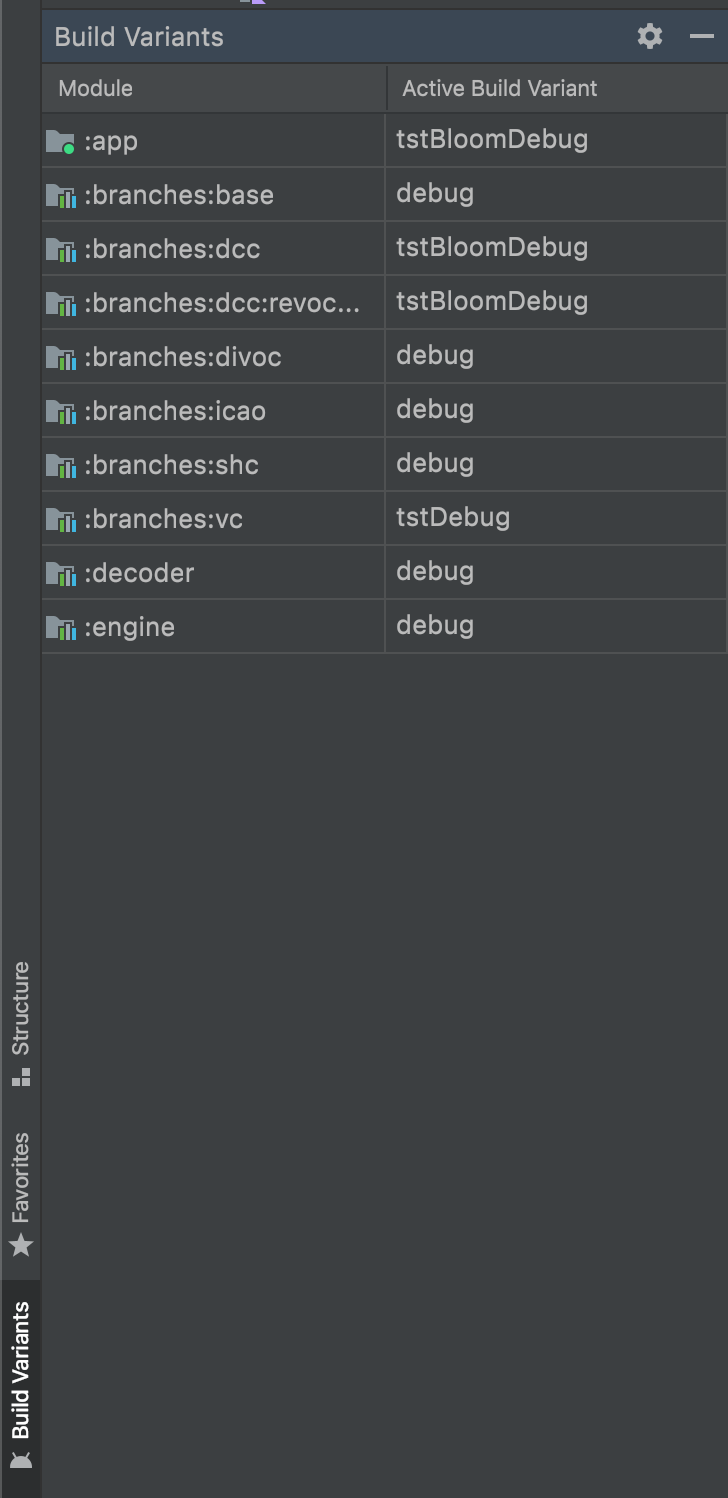 Build Variants
Module Active Build Variant
:app tstBloomDebug
:branches:base debug
:branches:dcc tstBloomDebug
:branches:dcc:revoc... tstBloomDebug
:branches:divoc debug
:branches:icao debug
:branches:shc debug
:branches:vc tstDebug
:decoder debug
:engine debug
Structure
Favorites
Build Variants